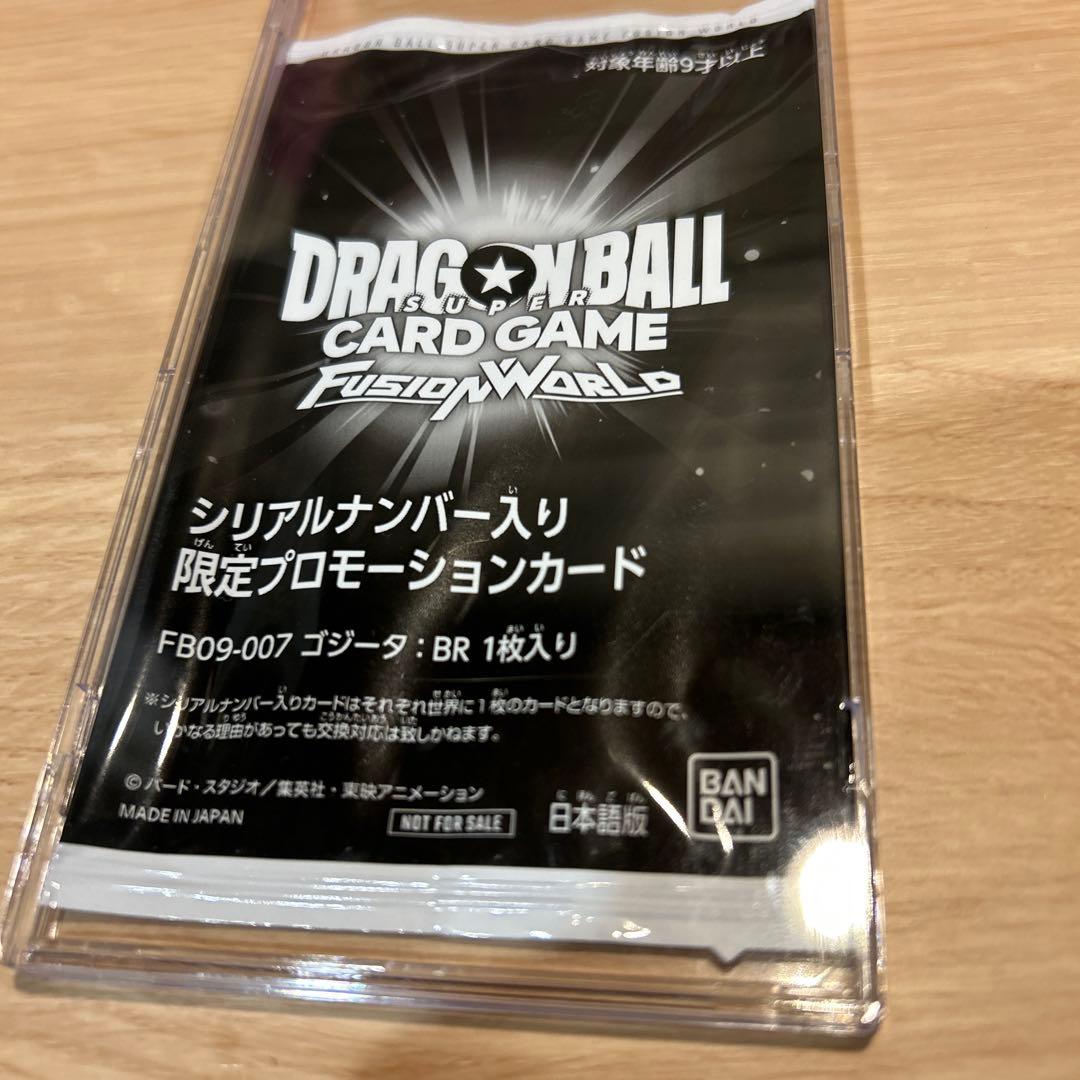 DRAGON BALL SUPER CARD GAME FUSION WORLD
対象年齢9才以上
DRAGON BALL
SUPER
CARD GAME
FUSION WORLD
シリアルナンバー入り
限定プロモーションカード
FB09-007 ゴジータ：BR 1枚入り
※シリアルナンバー入りカードはそれぞれ世界に1枚のカードとなりますので、
いかなる理由があっても交換対応は致しかねます。
©バード・スタジオ／集英社・東映アニメーション
MADE IN JAPAN
NOT FOR SALE
日本語版
BAN
DAI